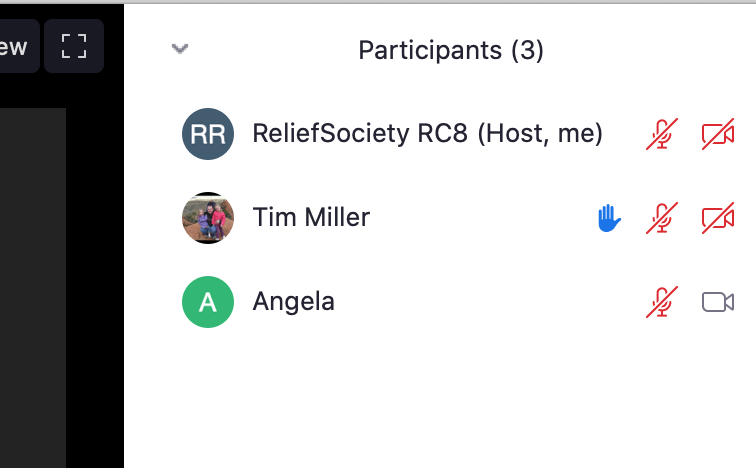 ew
Participants (3)
RR ReliefSociety RC8 (Host, me)
Tim Miller
A Angela